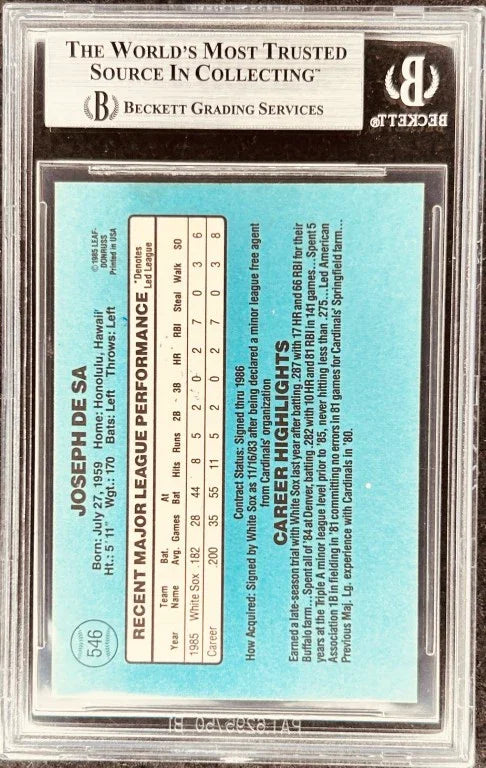 THE WORLD'S MOST TRUSTED
SOURCE IN COLLECTING™
BECKETT GRADING SERVICES
B
BECKETT®
546
JOSEPH DE SA
© 1985 LEAF-
DONRUSS
Printed in USA
Born: July 27, 1959 Home: Honolulu, Hawaii
Ht.: 5' 11" Wgt.: 170 Bats: Left Throws: Left
RECENT MAJOR LEAGUE PERFORMANCE *Denotes Led League
Year Team Name Bat. Avg. Games At Bat Hits Runs 2B 3B HR RBI Steal Walk SO
1985 White Sox .182 28 44 8 5 2 0 2 7 0 3 6
Career .200 35 55 11 5 2 0 2 7 0 3 8
Contract Status: Signed thru 1986
How Acquired: Signed by White Sox as 11/16/83 after being declared a minor league free agent
from Cardinals' organization
CAREER HIGHLIGHTS
Earned a late-season trial with White Sox last year after batting .287 with 17 HR and 66 RBI for their
Buffalo farm...Spent all of '84 at Denver, batting .282 with 10 HR and 81 RBI in 141 games...Spent 5
years at the Triple A minor league level prior to '85, never hitting less than .275...Led American
Association 1B in fielding in '81 committing no errors in 81 games for Cardinals' Springfield farm...
Previous Maj. Lg. experience with Cardinals in '80.